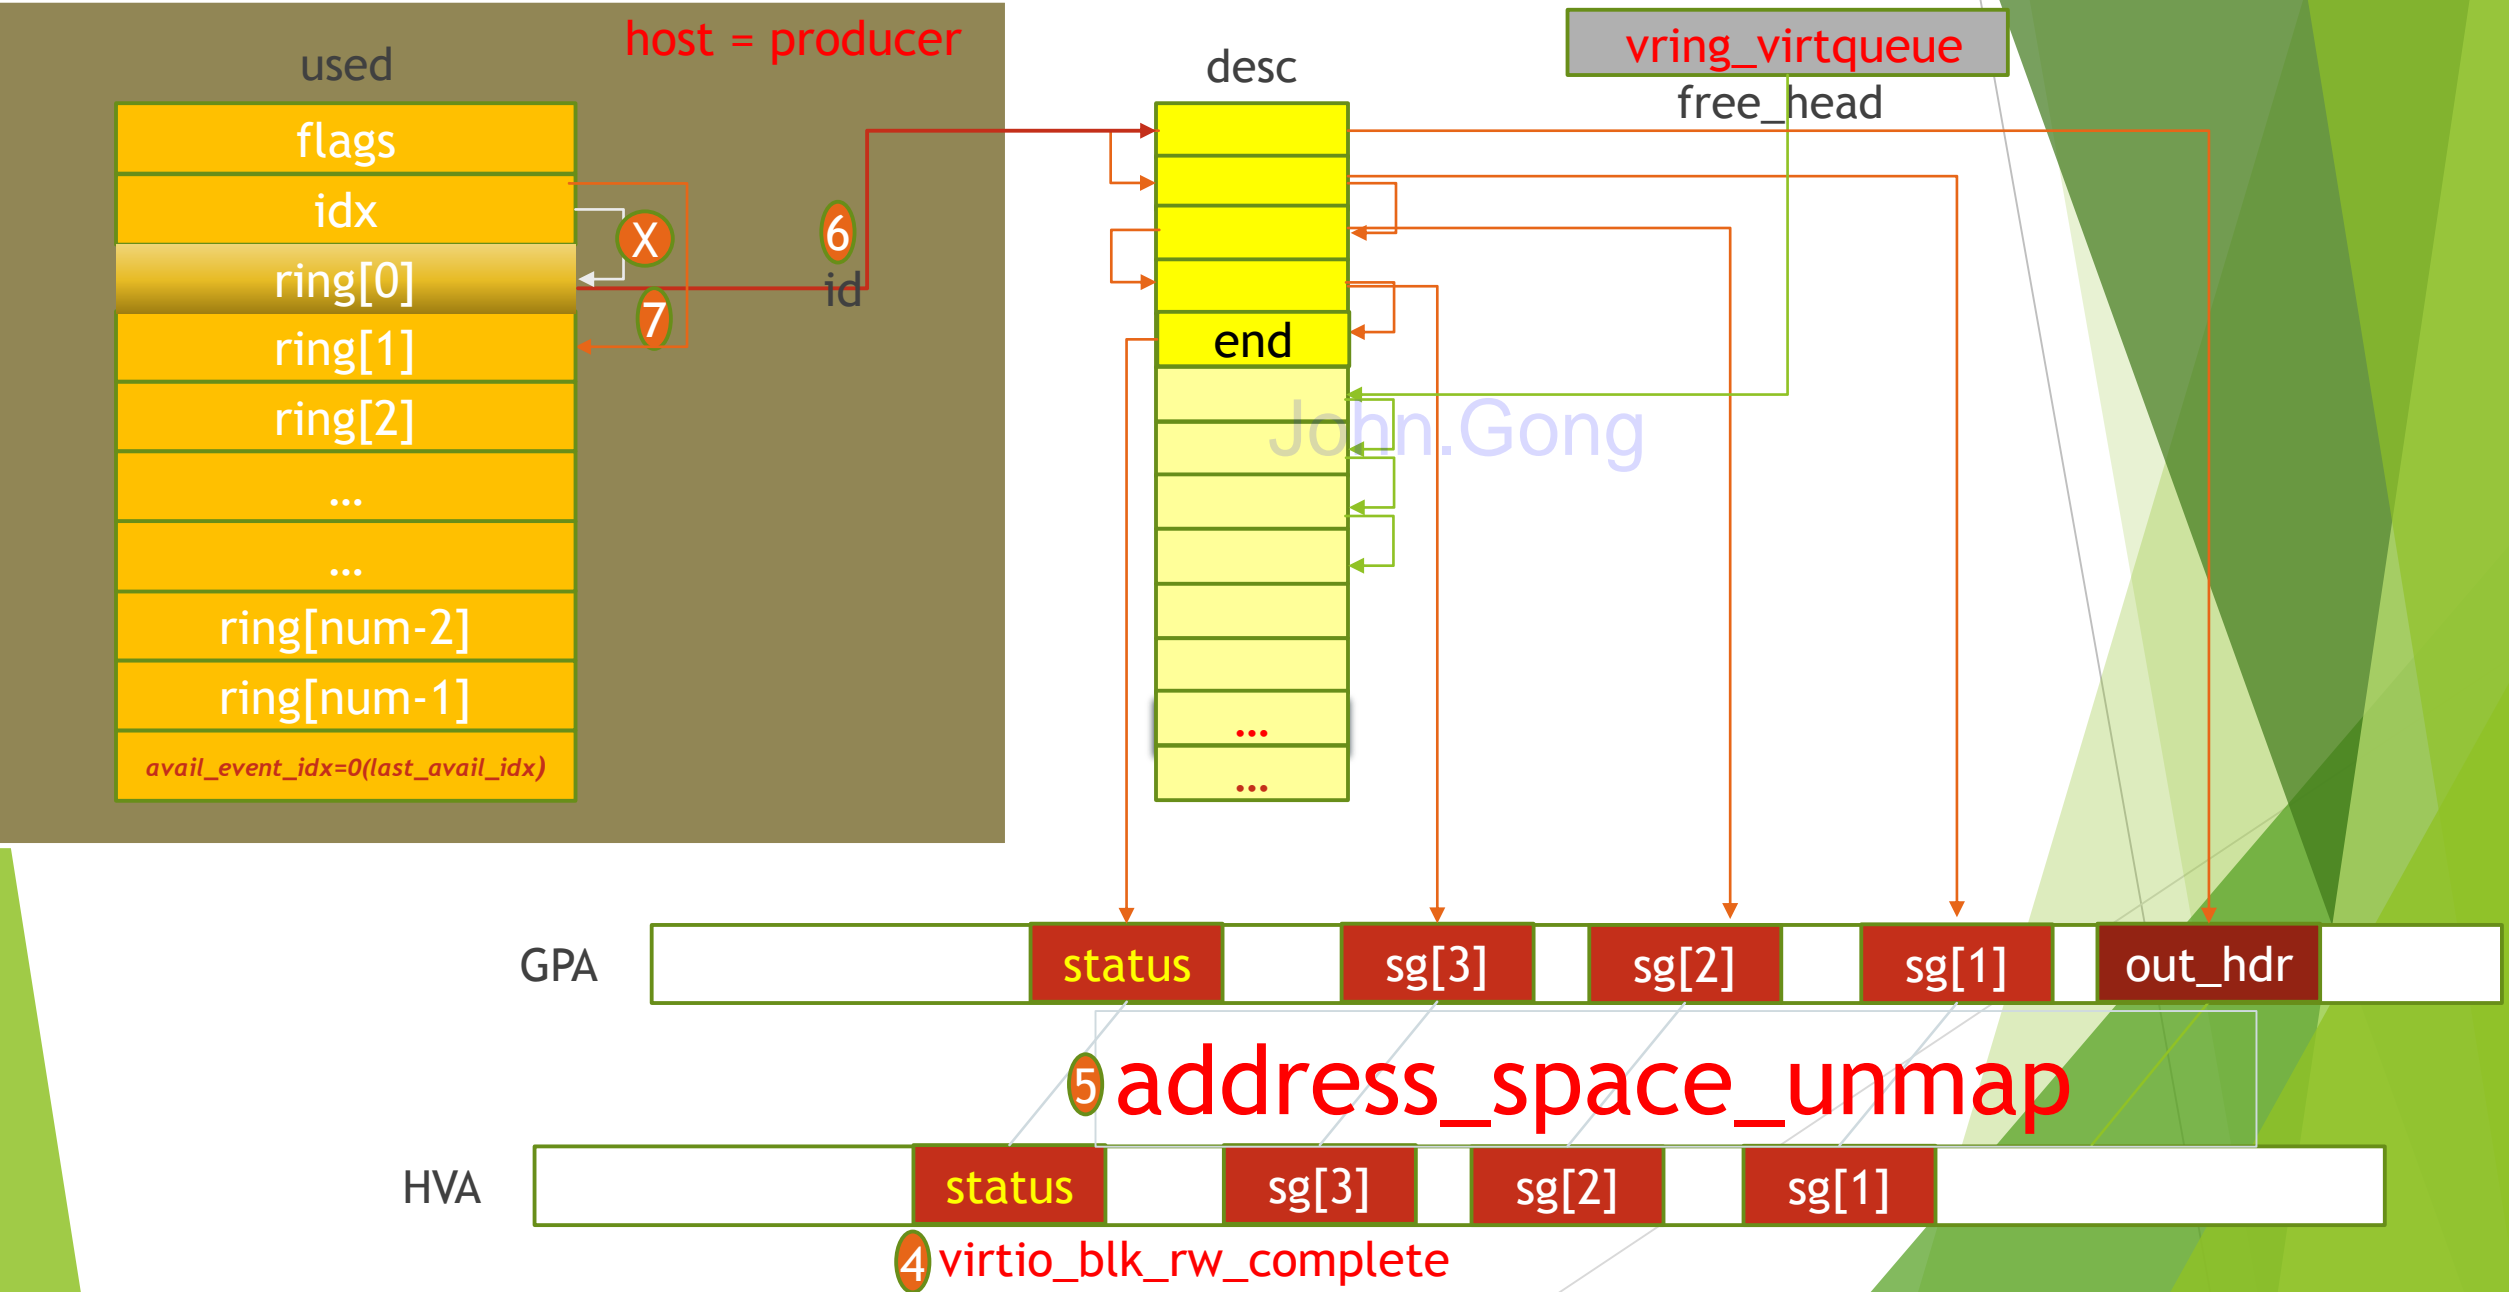 host = producer
used
flags
idx
ring[0]
ring[1]
ring[2]
...
...
ring[num-2]
ring[num-1]
avail_event_idx=0(last_avail_idx)
X
7
6
id
desc
end
...
...
vring_virtqueue
free_head
John.Gong
GPA
status
sg[3]
sg[2]
sg[1]
out_hdr
5 address_space_unmap
HVA
status
sg[3]
sg[2]
sg[1]
4 virtio_blk_rw_complete